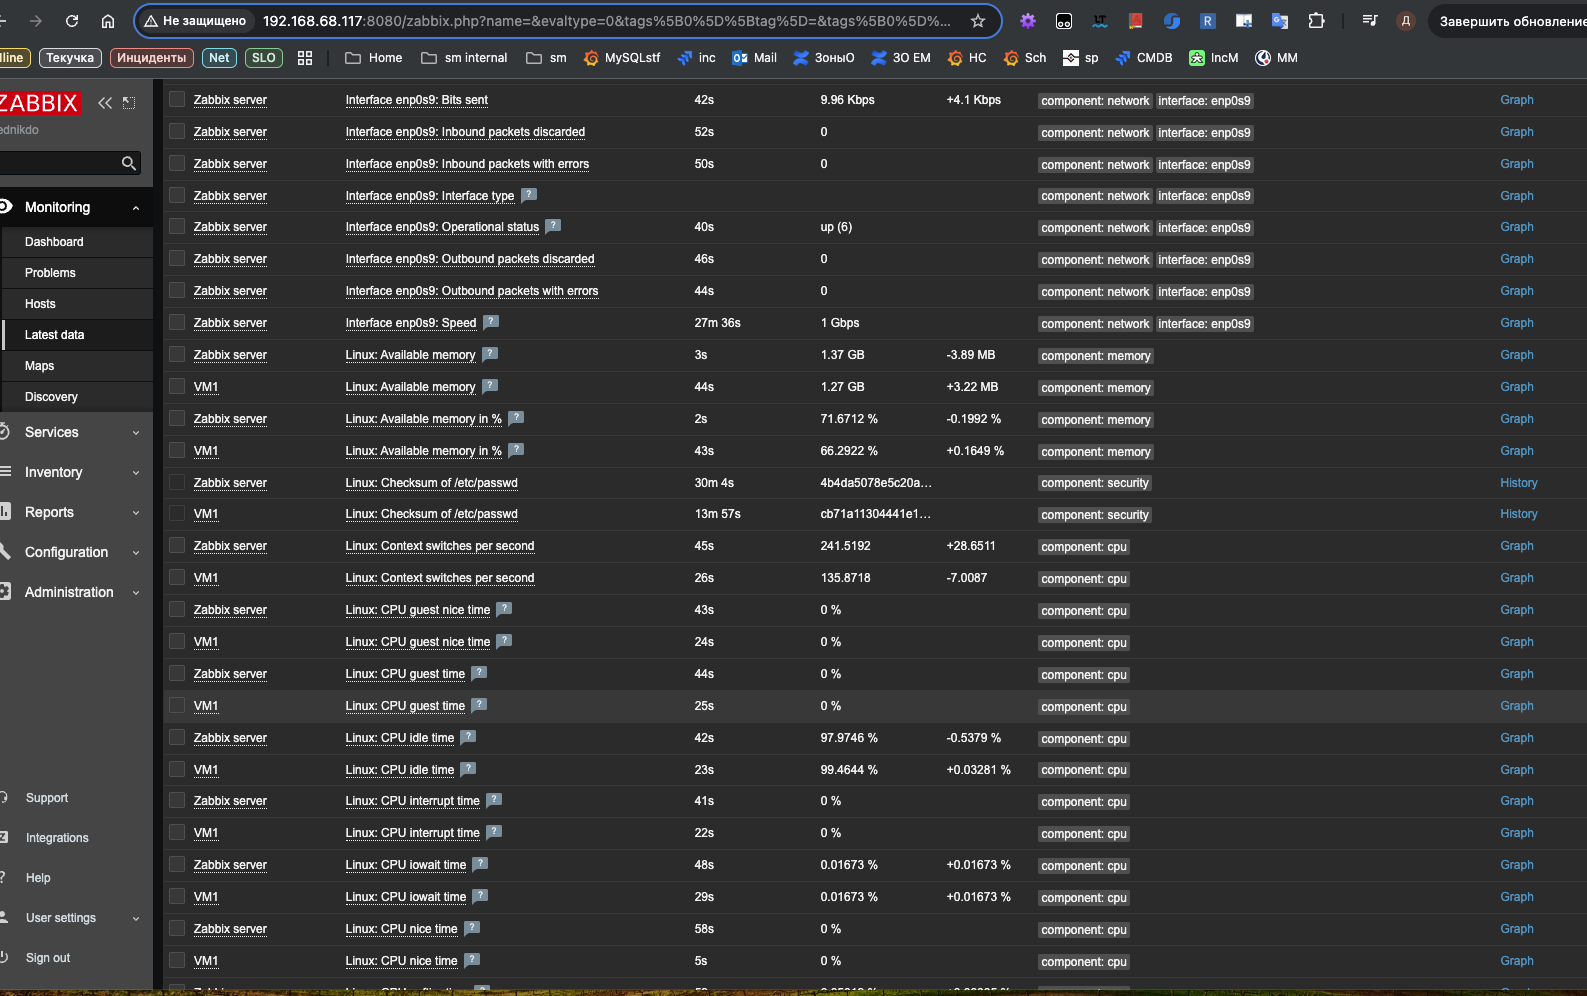 Не защищено 192.168.68.117:8080/zabbix.php?name=&evaltype=0&tags%5B0%5D%5Btag%5D=&tags%5B0%5D%... Д Завершить обновление
Текучка Инциденты Net SLO Home sm internal sm MySQLstf inc Mail ЗоныО ЗО ЕМ НС Sch sp CMDB IncM MM
ZABBIX
Monitoring
Dashboard
Problems
Hosts
Latest data
Maps
Discovery
Services
Inventory
Reports
Configuration
Administration
Support
Integrations
Help
User settings
Sign out
Zabbix server Interface enp0s9: Bits sent 42s 9.96 Kbps +4.1 Kbps component: network interface: enp0s9 Graph
Zabbix server Interface enp0s9: Inbound packets discarded 52s 0 component: network interface: enp0s9 Graph
Zabbix server Interface enp0s9: Inbound packets with errors 50s 0 component: network interface: enp0s9 Graph
Zabbix server Interface enp0s9: Interface type ? component: network interface: enp0s9 Graph
Zabbix server Interface enp0s9: Operational status ? 40s up (6) component: network interface: enp0s9 Graph
Zabbix server Interface enp0s9: Outbound packets discarded 46s 0 component: network interface: enp0s9 Graph
Zabbix server Interface enp0s9: Outbound packets with errors 44s 0 component: network interface: enp0s9 Graph
Zabbix server Interface enp0s9: Speed ? 27m 36s 1 Gbps component: network interface: enp0s9 Graph
Zabbix server Linux: Available memory ? 3s 1.37 GB -3.89 MB component: memory Graph
VM1 Linux: Available memory ? 44s 1.27 GB +3.22 MB component: memory Graph
Zabbix server Linux: Available memory in % ? 2s 71.6712 % -0.1992 % component: memory Graph
VM1 Linux: Available memory in % ? 43s 66.2922 % +0.1649 % component: memory Graph
Zabbix server Linux: Checksum of /etc/passwd 30m 4s 4b4da5078e5c20a... component: security History
VM1 Linux: Checksum of /etc/passwd 13m 57s cb71a11304441e1... component: security History
Zabbix server Linux: Context switches per second 45s 241.5192 +28.6511 component: cpu Graph
VM1 Linux: Context switches per second 26s 135.8718 -7.0087 component: cpu Graph
Zabbix server Linux: CPU guest nice time ? 43s 0 % component: cpu Graph
VM1 Linux: CPU guest nice time ? 24s 0 % component: cpu Graph
Zabbix server Linux: CPU guest time ? 44s 0 % component: cpu Graph
VM1 Linux: CPU guest time ? 25s 0 % component: cpu Graph
Zabbix server Linux: CPU idle time ? 42s 97.9746 % -0.5379 % component: cpu Graph
VM1 Linux: CPU idle time ? 23s 99.4644 % +0.03281 % component: cpu Graph
Zabbix server Linux: CPU interrupt time ? 41s 0 % component: cpu Graph
VM1 Linux: CPU interrupt time ? 22s 0 % component: cpu Graph
Zabbix server Linux: CPU iowait time ? 48s 0.01673 % +0.01673 % component: cpu Graph
VM1 Linux: CPU iowait time ? 29s 0.01673 % +0.01673 % component: cpu Graph
Zabbix server Linux: CPU nice time ? 58s 0 % component: cpu Graph
VM1 Linux: CPU nice time ? 5s 0 % component: cpu Graph